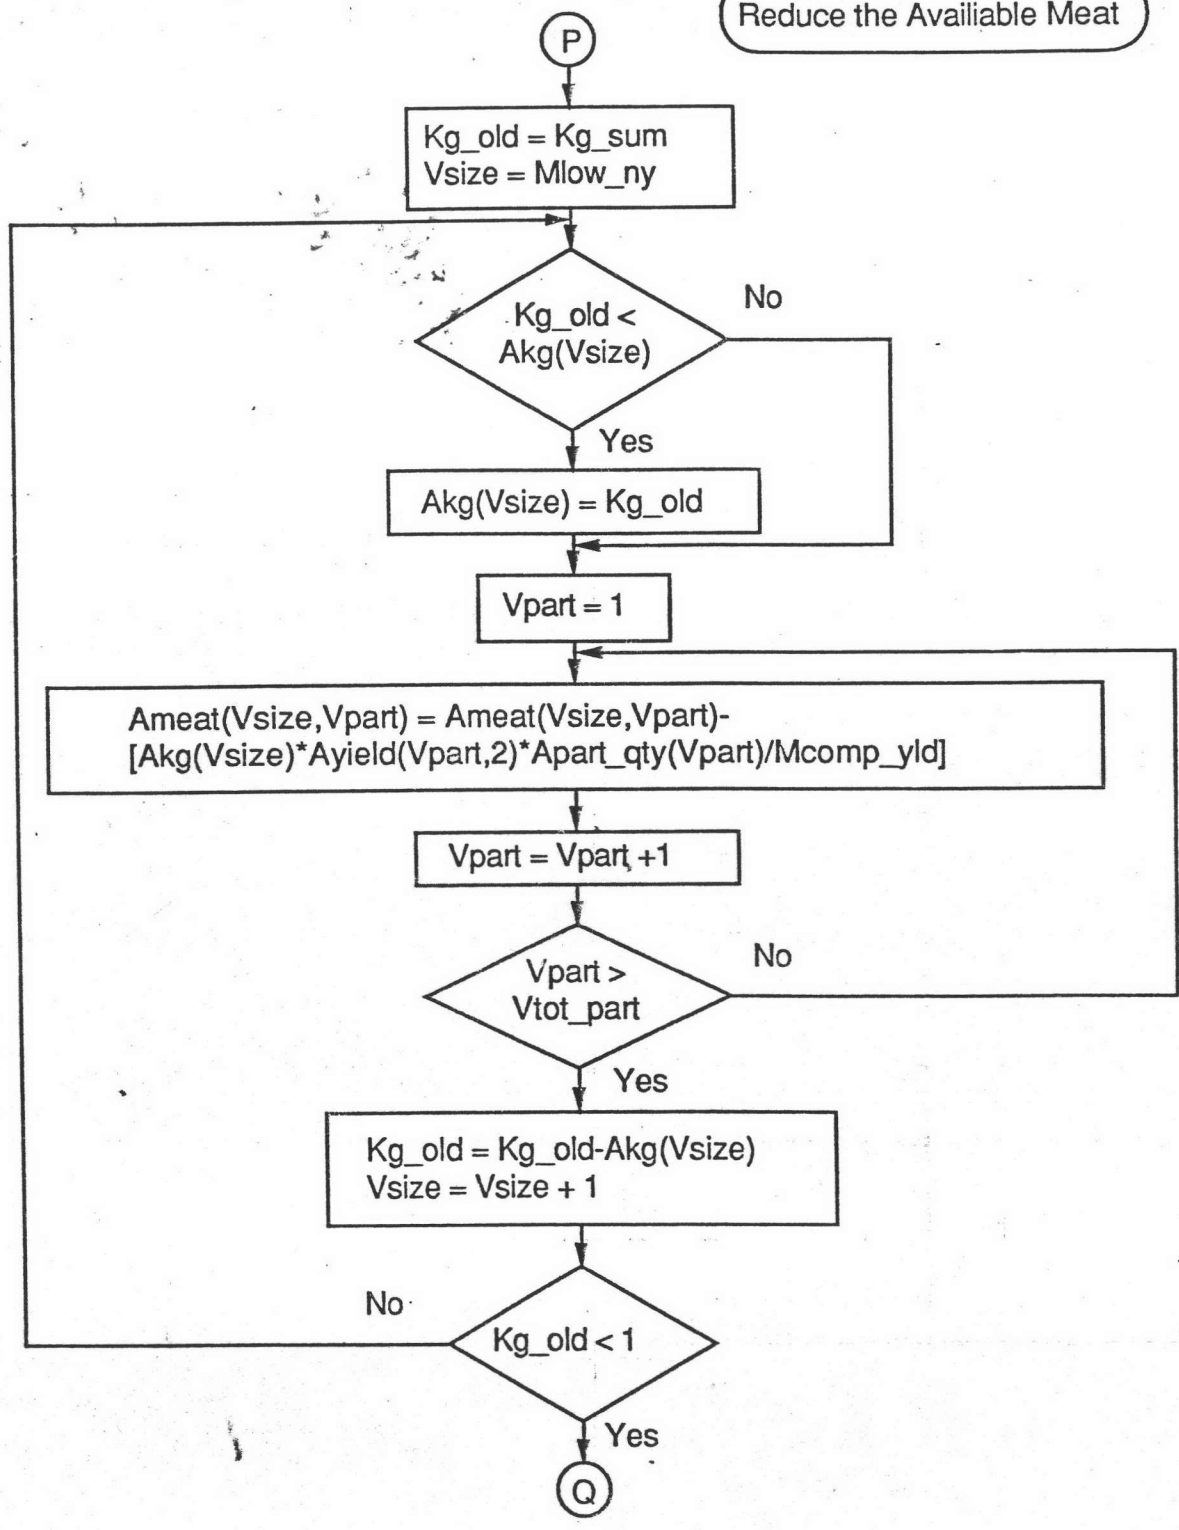 Reduce the Availiable Meat
P
Kg_old = Kg_sum
Vsize = Mlow_ny
Kg_old <
Akg(Vsize)
No
Yes
Akg(Vsize) = Kg_old
Vpart = 1
Ameat(Vsize,Vpart) = Ameat(Vsize,Vpart)-
[Akg(Vsize)*Ayield(Vpart,2)*Apart_qty(Vpart)/Mcomp_yld]
Vpart = Vpart +1
Vpart >
Vtot_part
No
Yes
Kg_old = Kg_old-Akg(Vsize)
Vsize = Vsize + 1
No
Kg_old < 1
Yes
Q